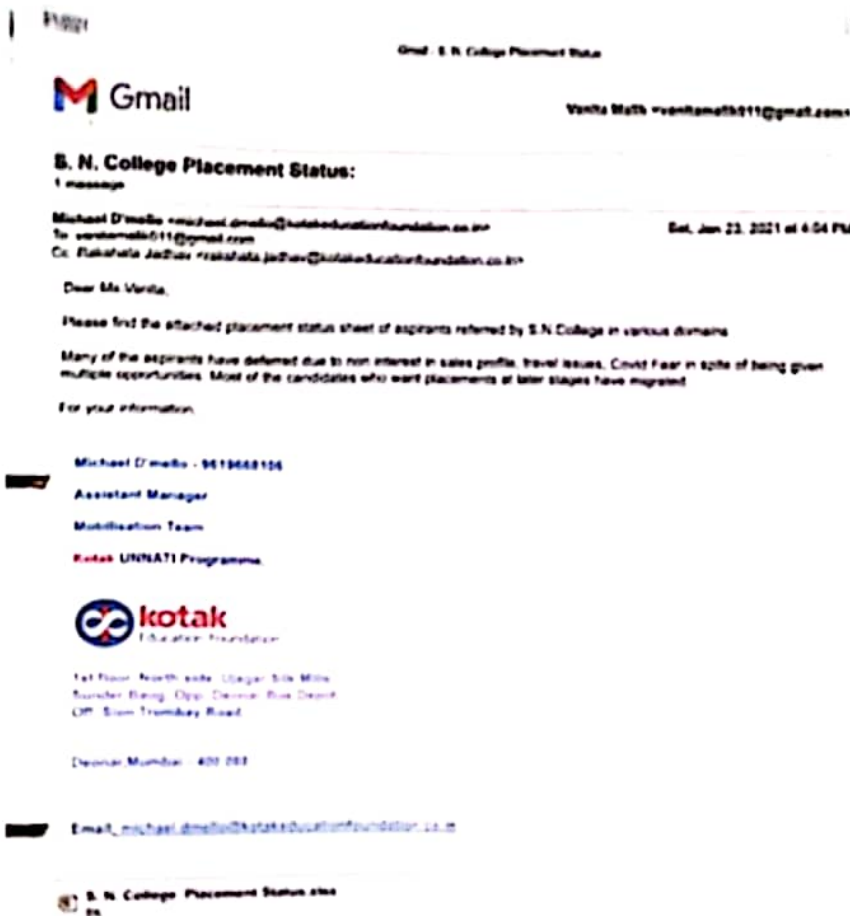 Gmail - S. N. College Placement Status
Gmail
Vanita Malik <vanitamalik011@gmail.com>
S. N. College Placement Status:
1 message
Michael D'mello <michael.dmello@kotakeducationfoundation.co.in>
Sat, Jan 23, 2021 at 4:04 PM
To: vanitamalik011@gmail.com
Cc: Rakshata Jadhav <rakshata.jadhav@kotakeducationfoundation.co.in>
Dear Ms Vanita,
Please find the attached placement status sheet of aspirants referred by S.N.College in various domains
Many of the aspirants have deferred due to non interest in sales profile, travel issues, Covid Fear in spite of being given
multiple opportunities. Most of the candidates who want placements at later stages have migrated
For your information.
Michael D'mello - 9619668106
Assistant Manager
Mobilisation Team
Kotak UNNATI Programme.
kotak
Education Foundation
1st Floor, North side, Silk Mills
Opp. Deonar Bus Depot
Off. Sion Trombay Road
Deonar, Mumbai - 400 088
Email. michael.dmello@kotakeducationfoundation.co.in
S. N. College Placement Status.xlsx